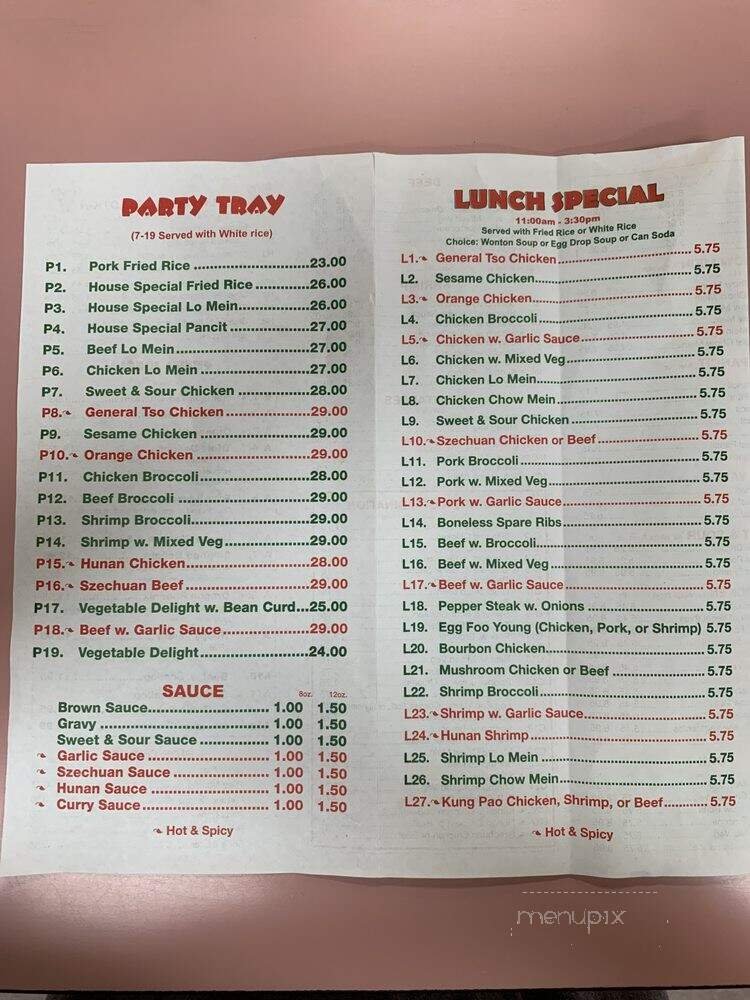 PARTY TRAY
(7-19 Served with White rice)
P1. Pork Fried Rice 23.00
P2. House Special Fried Rice 26.00
P3. House Special Lo Mein 26.00
P4. House Special Pancit 27.00
P5. Beef Lo Mein 27.00
P6. Chicken Lo Mein 27.00
P7. Sweet & Sour Chicken 28.00
P8. General Tso Chicken 29.00
P9. Sesame Chicken 29.00
P10. Orange Chicken 29.00
P11. Chicken Broccoli 28.00
P12. Beef Broccoli 29.00
P13. Shrimp Broccoli 29.00
P14. Shrimp w. Mixed Veg 29.00
P15. Hunan Chicken 28.00
P16. Szechuan Beef 29.00
P17. Vegetable Delight w. Bean Curd 25.00
P18. Beef w. Garlic Sauce 29.00
P19. Vegetable Delight 24.00
SAUCE 8oz. 12oz.
Brown Sauce 1.00 1.50
Gravy 1.00 1.50
Sweet & Sour Sauce 1.00 1.50
Garlic Sauce 1.00 1.50
Szechuan Sauce 1.00 1.50
Hunan Sauce 1.00 1.50
Curry Sauce 1.00 1.50
Hot & Spicy
LUNCH SPECIAL
11:00am - 3:30pm
Served with Fried Rice or White Rice
Choice: Wonton Soup or Egg Drop Soup or Can Soda
L1. General Tso Chicken 5.75
L2. Sesame Chicken 5.75
L3. Orange Chicken 5.75
L4. Chicken Broccoli 5.75
L5. Chicken w. Garlic Sauce 5.75
L6. Chicken w. Mixed Veg 5.75
L7. Chicken Lo Mein 5.75
L8. Chicken Chow Mein 5.75
L9. Sweet & Sour Chicken 5.75
L10. Szechuan Chicken or Beef 5.75
L11. Pork Broccoli 5.75
L12. Pork w. Mixed Veg 5.75
L13. Pork w. Garlic Sauce 5.75
L14. Boneless Spare Ribs 5.75
L15. Beef w. Broccoli 5.75
L16. Beef w. Mixed Veg 5.75
L17. Beef w. Garlic Sauce 5.75
L18. Pepper Steak w. Onions 5.75
L19. Egg Foo Young (Chicken, Pork, or Shrimp) 5.75
L20. Bourbon Chicken 5.75
L21. Mushroom Chicken or Beef 5.75
L22. Shrimp Broccoli 5.75
L23. Shrimp w. Garlic Sauce 5.75
L24. Hunan Shrimp 5.75
L25. Shrimp Lo Mein 5.75
L26. Shrimp Chow Mein 5.75
L27. Kung Pao Chicken, Shrimp, or Beef 5.75
Hot & Spicy
menupix